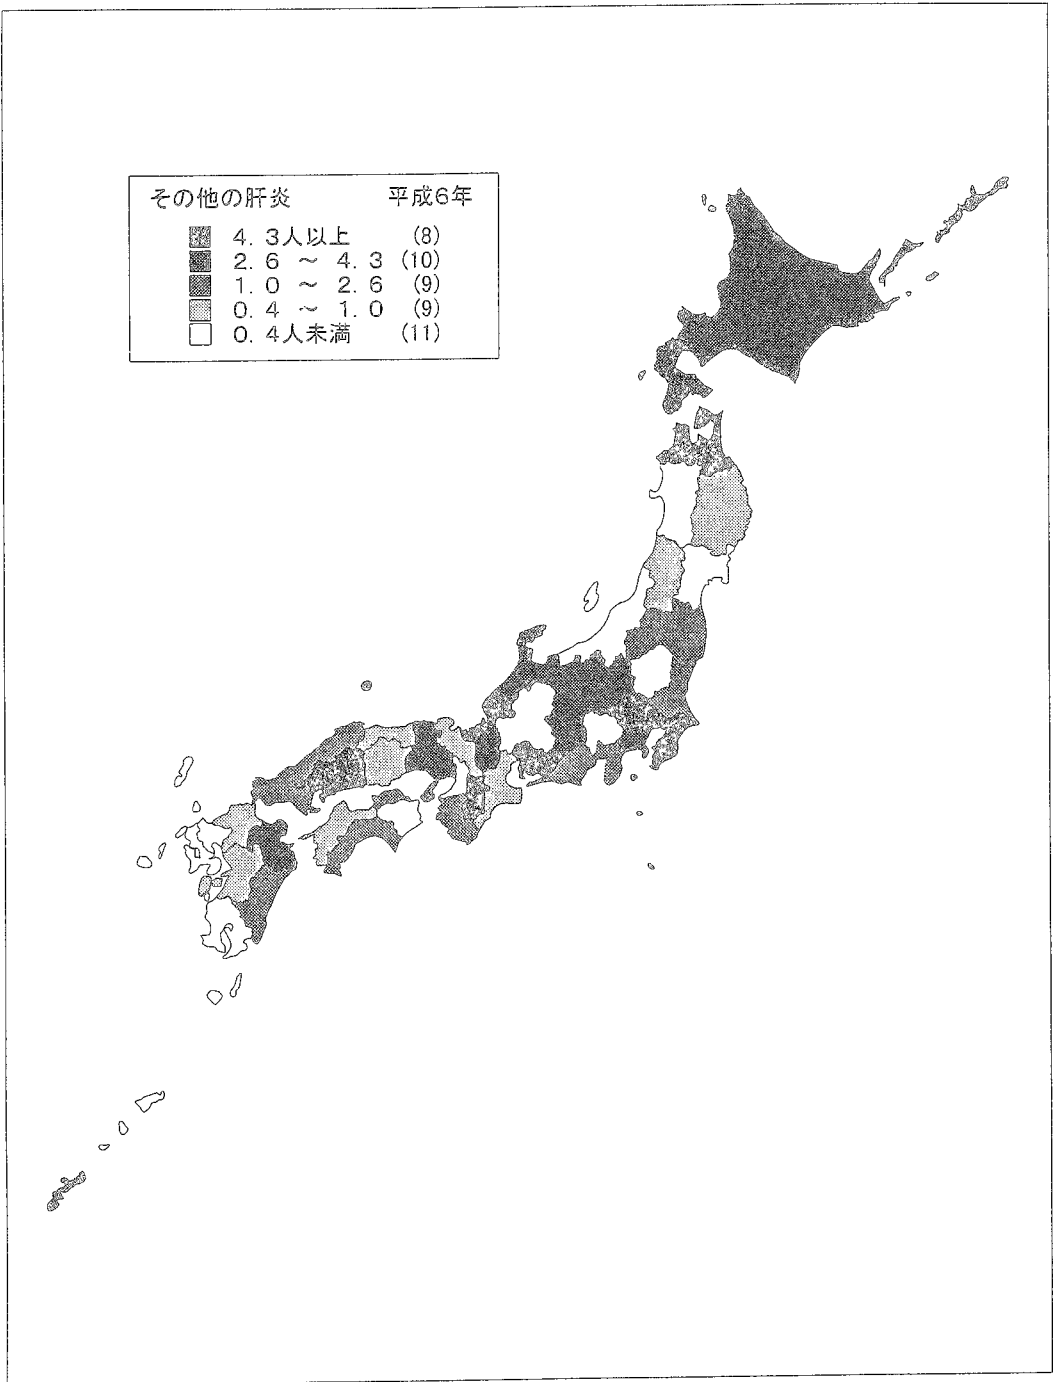 その他の肝炎 平成6年
4. 3人以上 (8)
2. 6 ～ 4. 3 (10)
1. 0 ～ 2. 6 (9)
0. 4 ～ 1. 0 (9)
0. 4人未満 (11)